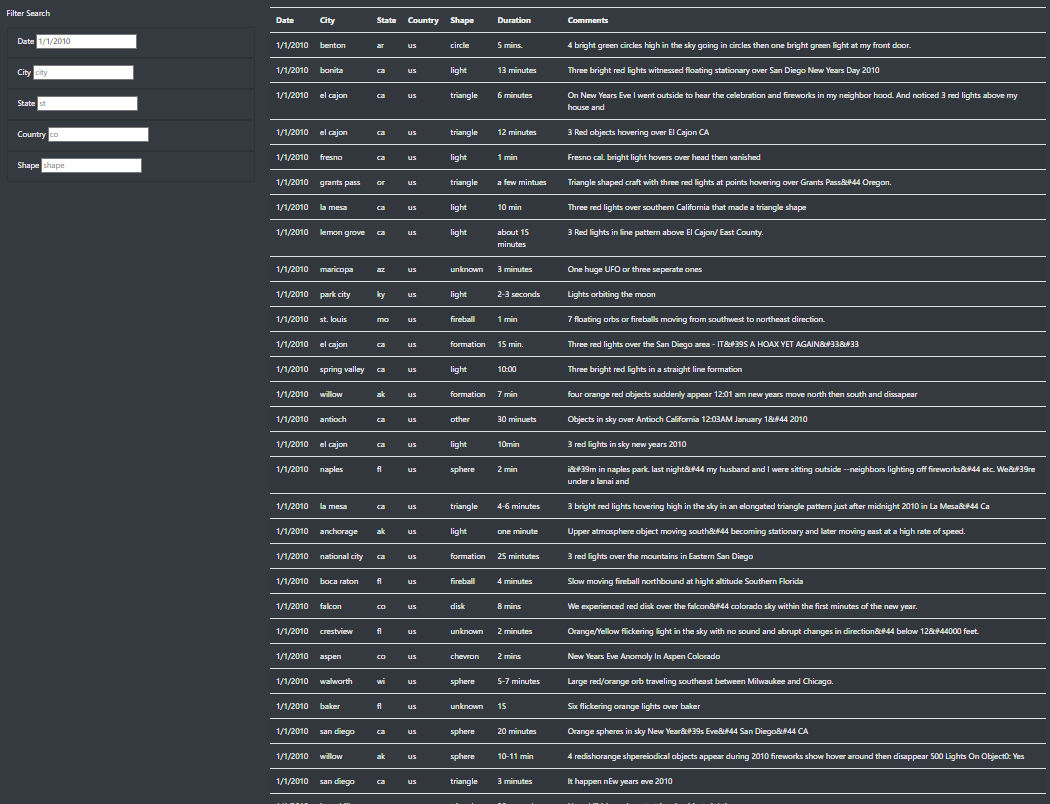 Filter Search
Date 1/1/2010
City city
State st
Country co
Shape shape
Date City State Country Shape Duration Comments
1/1/2010 benton ar us circle 5 mins. 4 bright green circles high in the sky going in circles then one bright green light at my front door.
1/1/2010 bonita ca us light 13 minutes Three bright red lights witnessed floating stationary over San Diego New Years Day 2010
1/1/2010 el cajon ca us triangle 6 minutes On New Years Eve I went outside to hear the celebration and fireworks in my neighbor hood. And noticed 3 red lights above my
house and
1/1/2010 el cajon ca us triangle 12 minutes 3 Red objects hovering over El Cajon CA
1/1/2010 fresno ca us light 1 min Fresno cal. bright light hovers over head then vanished
1/1/2010 grants pass or us triangle a few mintues Triangle shaped craft with three red lights at points hovering over Grants Pass&#44 Oregon.
1/1/2010 la mesa ca us light 10 min Three red lights over southern California that made a triangle shape
1/1/2010 lemon grove ca us light about 15 3 Red lights in line pattern above El Cajon/ East County.
minutes
1/1/2010 maricopa az us unknown 3 minutes One huge UFO or three seperate ones
1/1/2010 park city ky us light 2-3 seconds Lights orbiting the moon
1/1/2010 st. louis mo us fireball 1 min 7 floating orbs or fireballs moving from southwest to northeast direction.
1/1/2010 el cajon ca us formation 15 min. Three red lights over the San Diego area - IT&#39S A HOAX YET AGAIN&#33&#33
1/1/2010 spring valley ca us light 10:00 Three bright red lights in a straight line formation
1/1/2010 willow ak us formation 7 min four orange red objects suddenly appear 12:01 am new years move north then south and dissapear
1/1/2010 antioch ca us other 30 minuets Objects in sky over Antioch California 12:03AM January 1&#44 2010
1/1/2010 el cajon ca us light 10min 3 red lights in sky new years 2010
1/1/2010 naples fl us sphere 2 min i&#39m in naples park. last night&#44 my husband and I were sitting outside --neighbors lighting off fireworks&#44 etc. We&#39re
under a lanai and
1/1/2010 la mesa ca us triangle 4-6 minutes 3 bright red lights hovering high in the sky in an elongated triangle pattern just after midnight 2010 in La Mesa&#44 Ca
1/1/2010 anchorage ak us light one minute Upper atmosphere object moving south&#44 becoming stationary and later moving east at a high rate of speed.
1/1/2010 national city ca us formation 25 mintutes 3 red lights over the mountains in Eastern San Diego
1/1/2010 boca raton fl us fireball 4 minutes Slow moving fireball northbound at hight altitude Southern Florida
1/1/2010 falcon co us disk 8 mins We experienced red disk over the falcon&#44 colorado sky within the first minutes of the new year.
1/1/2010 crestview fl us unknown 2 minutes Orange/Yellow flickering light in the sky with no sound and abrupt changes in direction&#44 below 12&#44000 feet.
1/1/2010 aspen co us chevron 2 mins New Years Eve Anomoly In Aspen Colorado
1/1/2010 walworth wi us sphere 5-7 minutes Large red/orange orb traveling southeast between Milwaukee and Chicago.
1/1/2010 baker fl us unknown 15 Six flickering orange lights over baker
1/1/2010 san diego ca us sphere 20 minutes Orange spheres in sky New Year&#39s Eve&#44 San Diego&#44 CA
1/1/2010 willow ak us sphere 10-11 min 4 redishorange shpereiodical objects appear during 2010 fireworks show hover around then disappear 500 Lights On Object0: Yes
1/1/2010 san diego ca us triangle 3 minutes It happen nEw years eve 2010